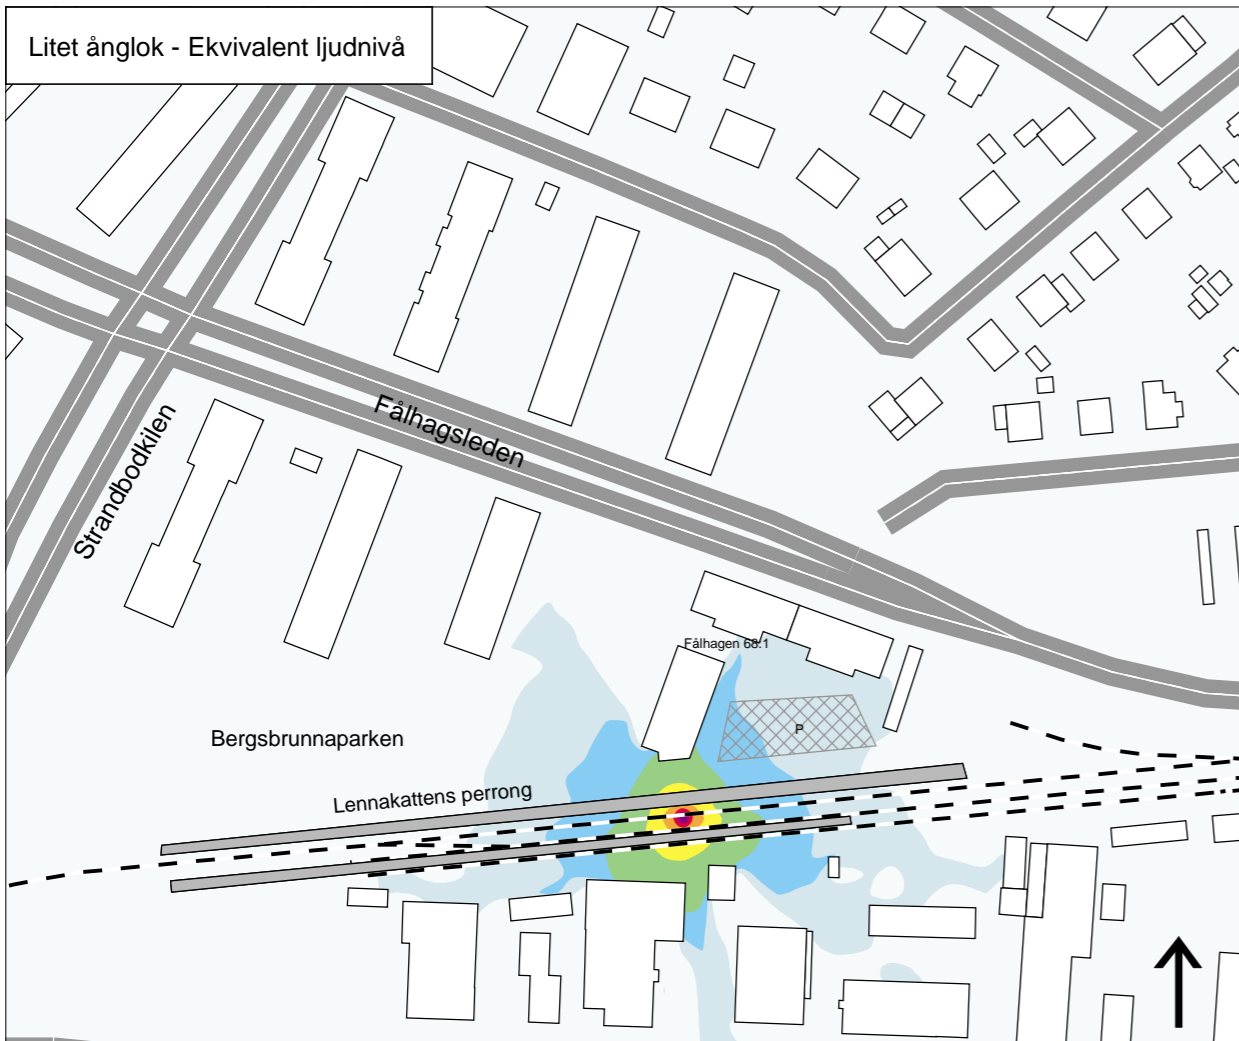 Litet ånglok - Ekvivalent ljudnivå
Fålhagsleden
Strandbodkilen
Fålhagen 68:1
P
Bergsbrunnaparken
Lennakattens perrong